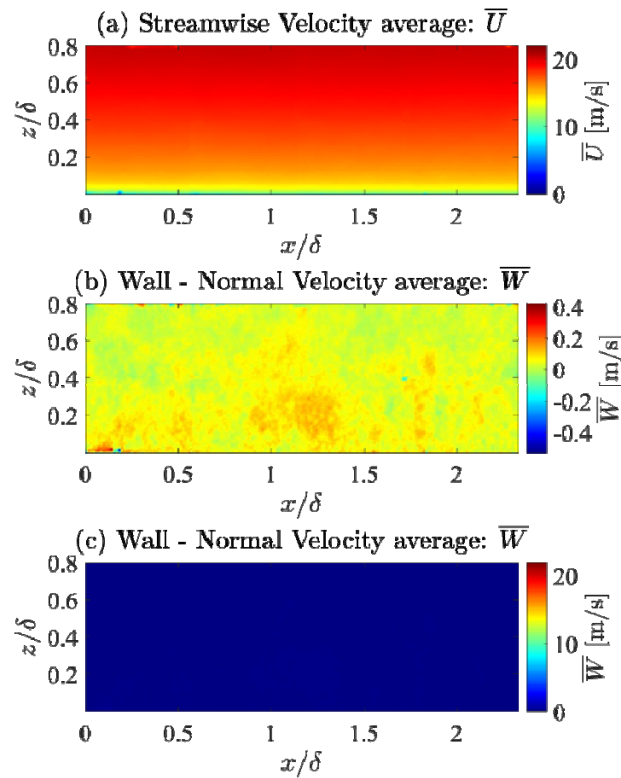 (a) Streamwise Velocity average: U̅
0.8
0.6
0.4
0.2
z/δ
0 0.5 1 1.5 2
x/δ
20
10
0
U̅ [m/s]
(b) Wall - Normal Velocity average: W̅
0.8
0.6
0.4
0.2
z/δ
0 0.5 1 1.5 2
x/δ
0.4
0.2
0
-0.2
-0.4
W̅ [m/s]
(c) Wall - Normal Velocity average: W̅
0.8
0.6
0.4
0.2
z/δ
0 0.5 1 1.5 2
x/δ
20
10
0
W̅ [m/s]